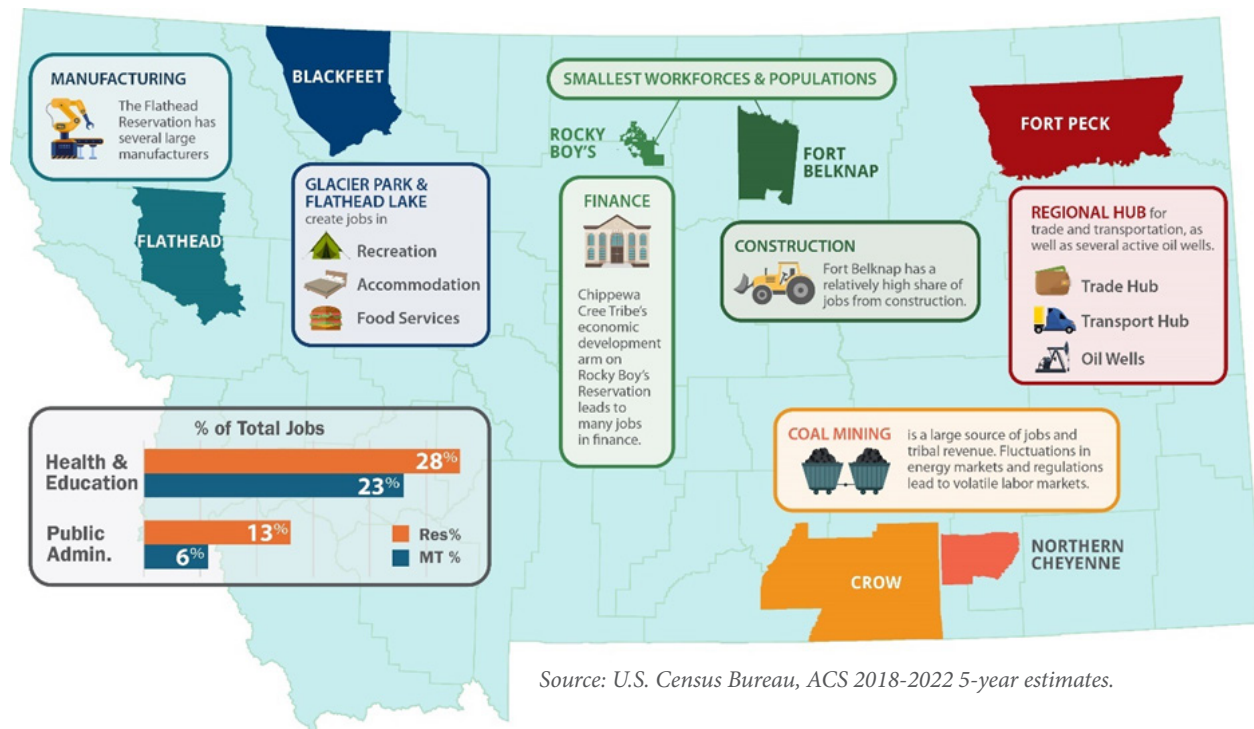 MANUFACTURING
The Flathead
Reservation has
several large
manufacturers
BLACKFEET
SMALLEST WORKFORCES & POPULATIONS
ROCKY
BOY'S
FORT
BELKNAP
FORT PECK
FLATHEAD
GLACIER PARK &
FLATHEAD LAKE
create jobs in
Recreation
Accommodation
Food Services
FINANCE
Chippewa
Cree Tribe's
economic
development
arm on
Rocky Boy's
Reservation
leads to
many jobs
in finance.
CONSTRUCTION
Fort Belknap has a
relatively high share of
jobs from construction.
REGIONAL HUB for
trade and transportation, as
well as several active oil wells.
Trade Hub
Transport Hub
Oil Wells
% of Total Jobs
Health &
Education
28%
23%
Public
Admin.
13%
6%
Res%
MT %
COAL MINING is a large source of jobs and
tribal revenue. Fluctuations in
energy markets and regulations
lead to volatile labor markets.
CROW
NORTHERN
CHEYENNE
Source: U.S. Census Bureau, ACS 2018-2022 5-year estimates.